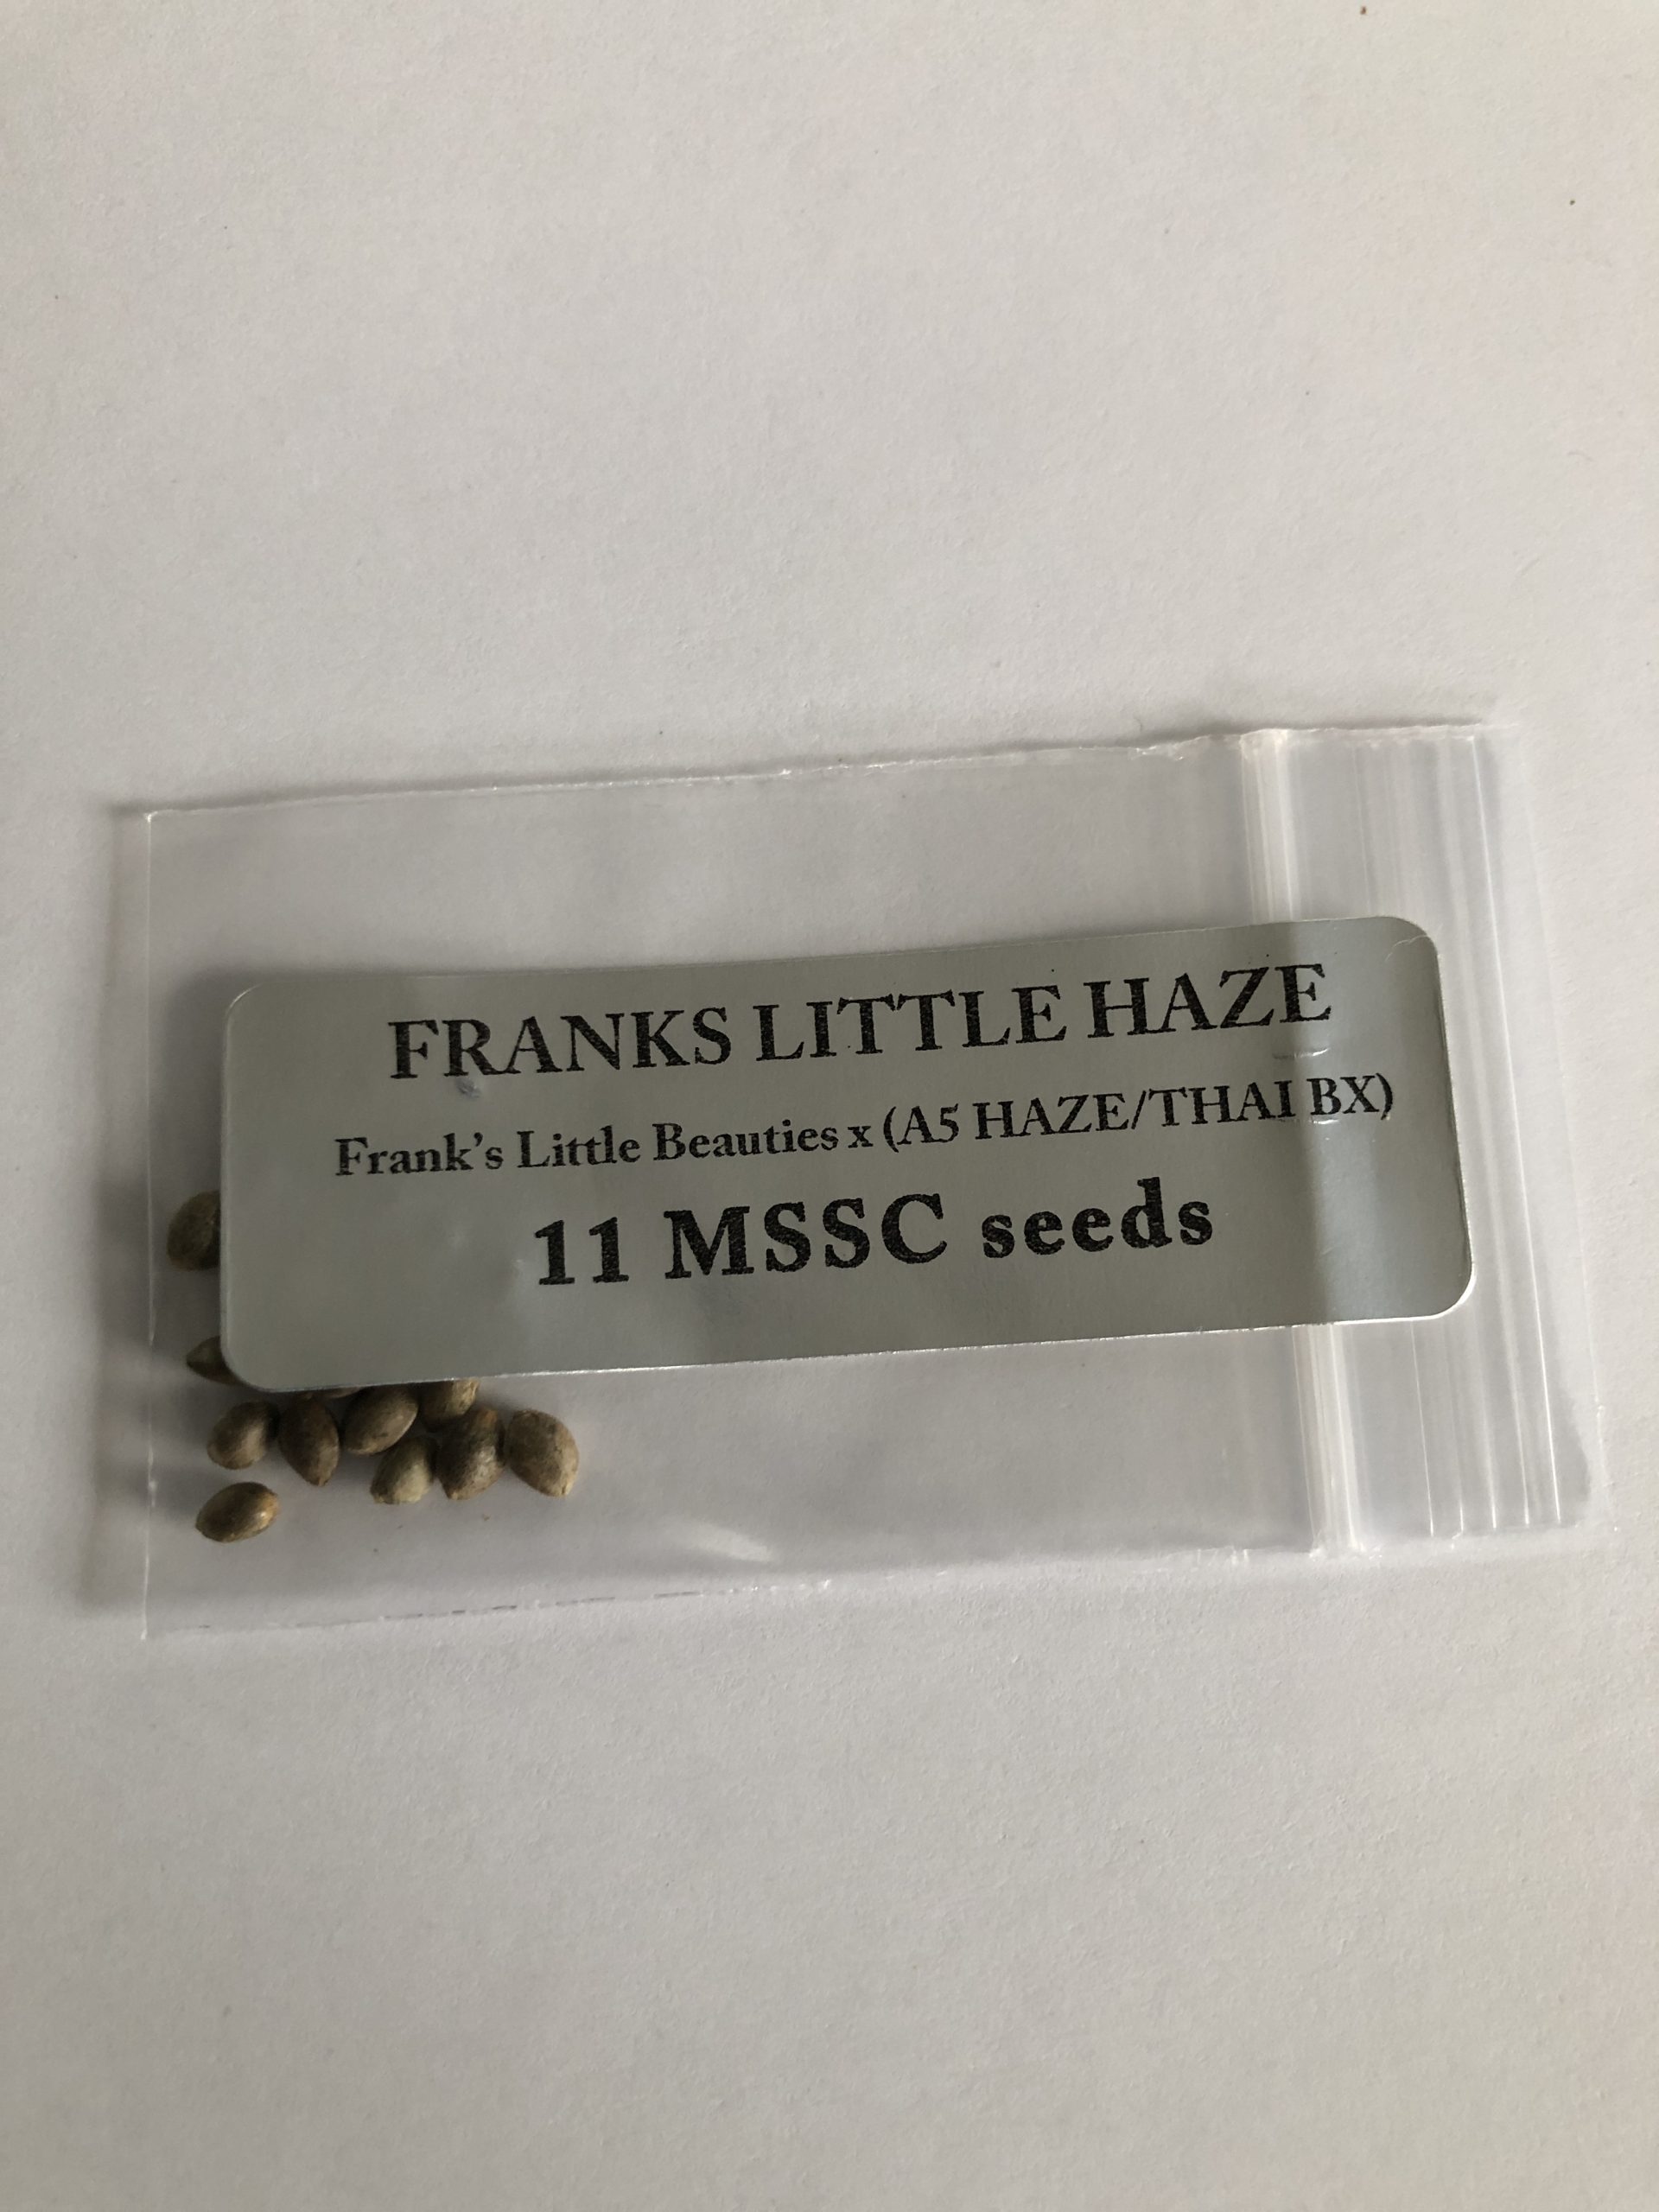 FRANKS LITTLE HAZE
Frank's Little Beauties x (A5 HAZE/THAI BX)
11 MSSC seeds